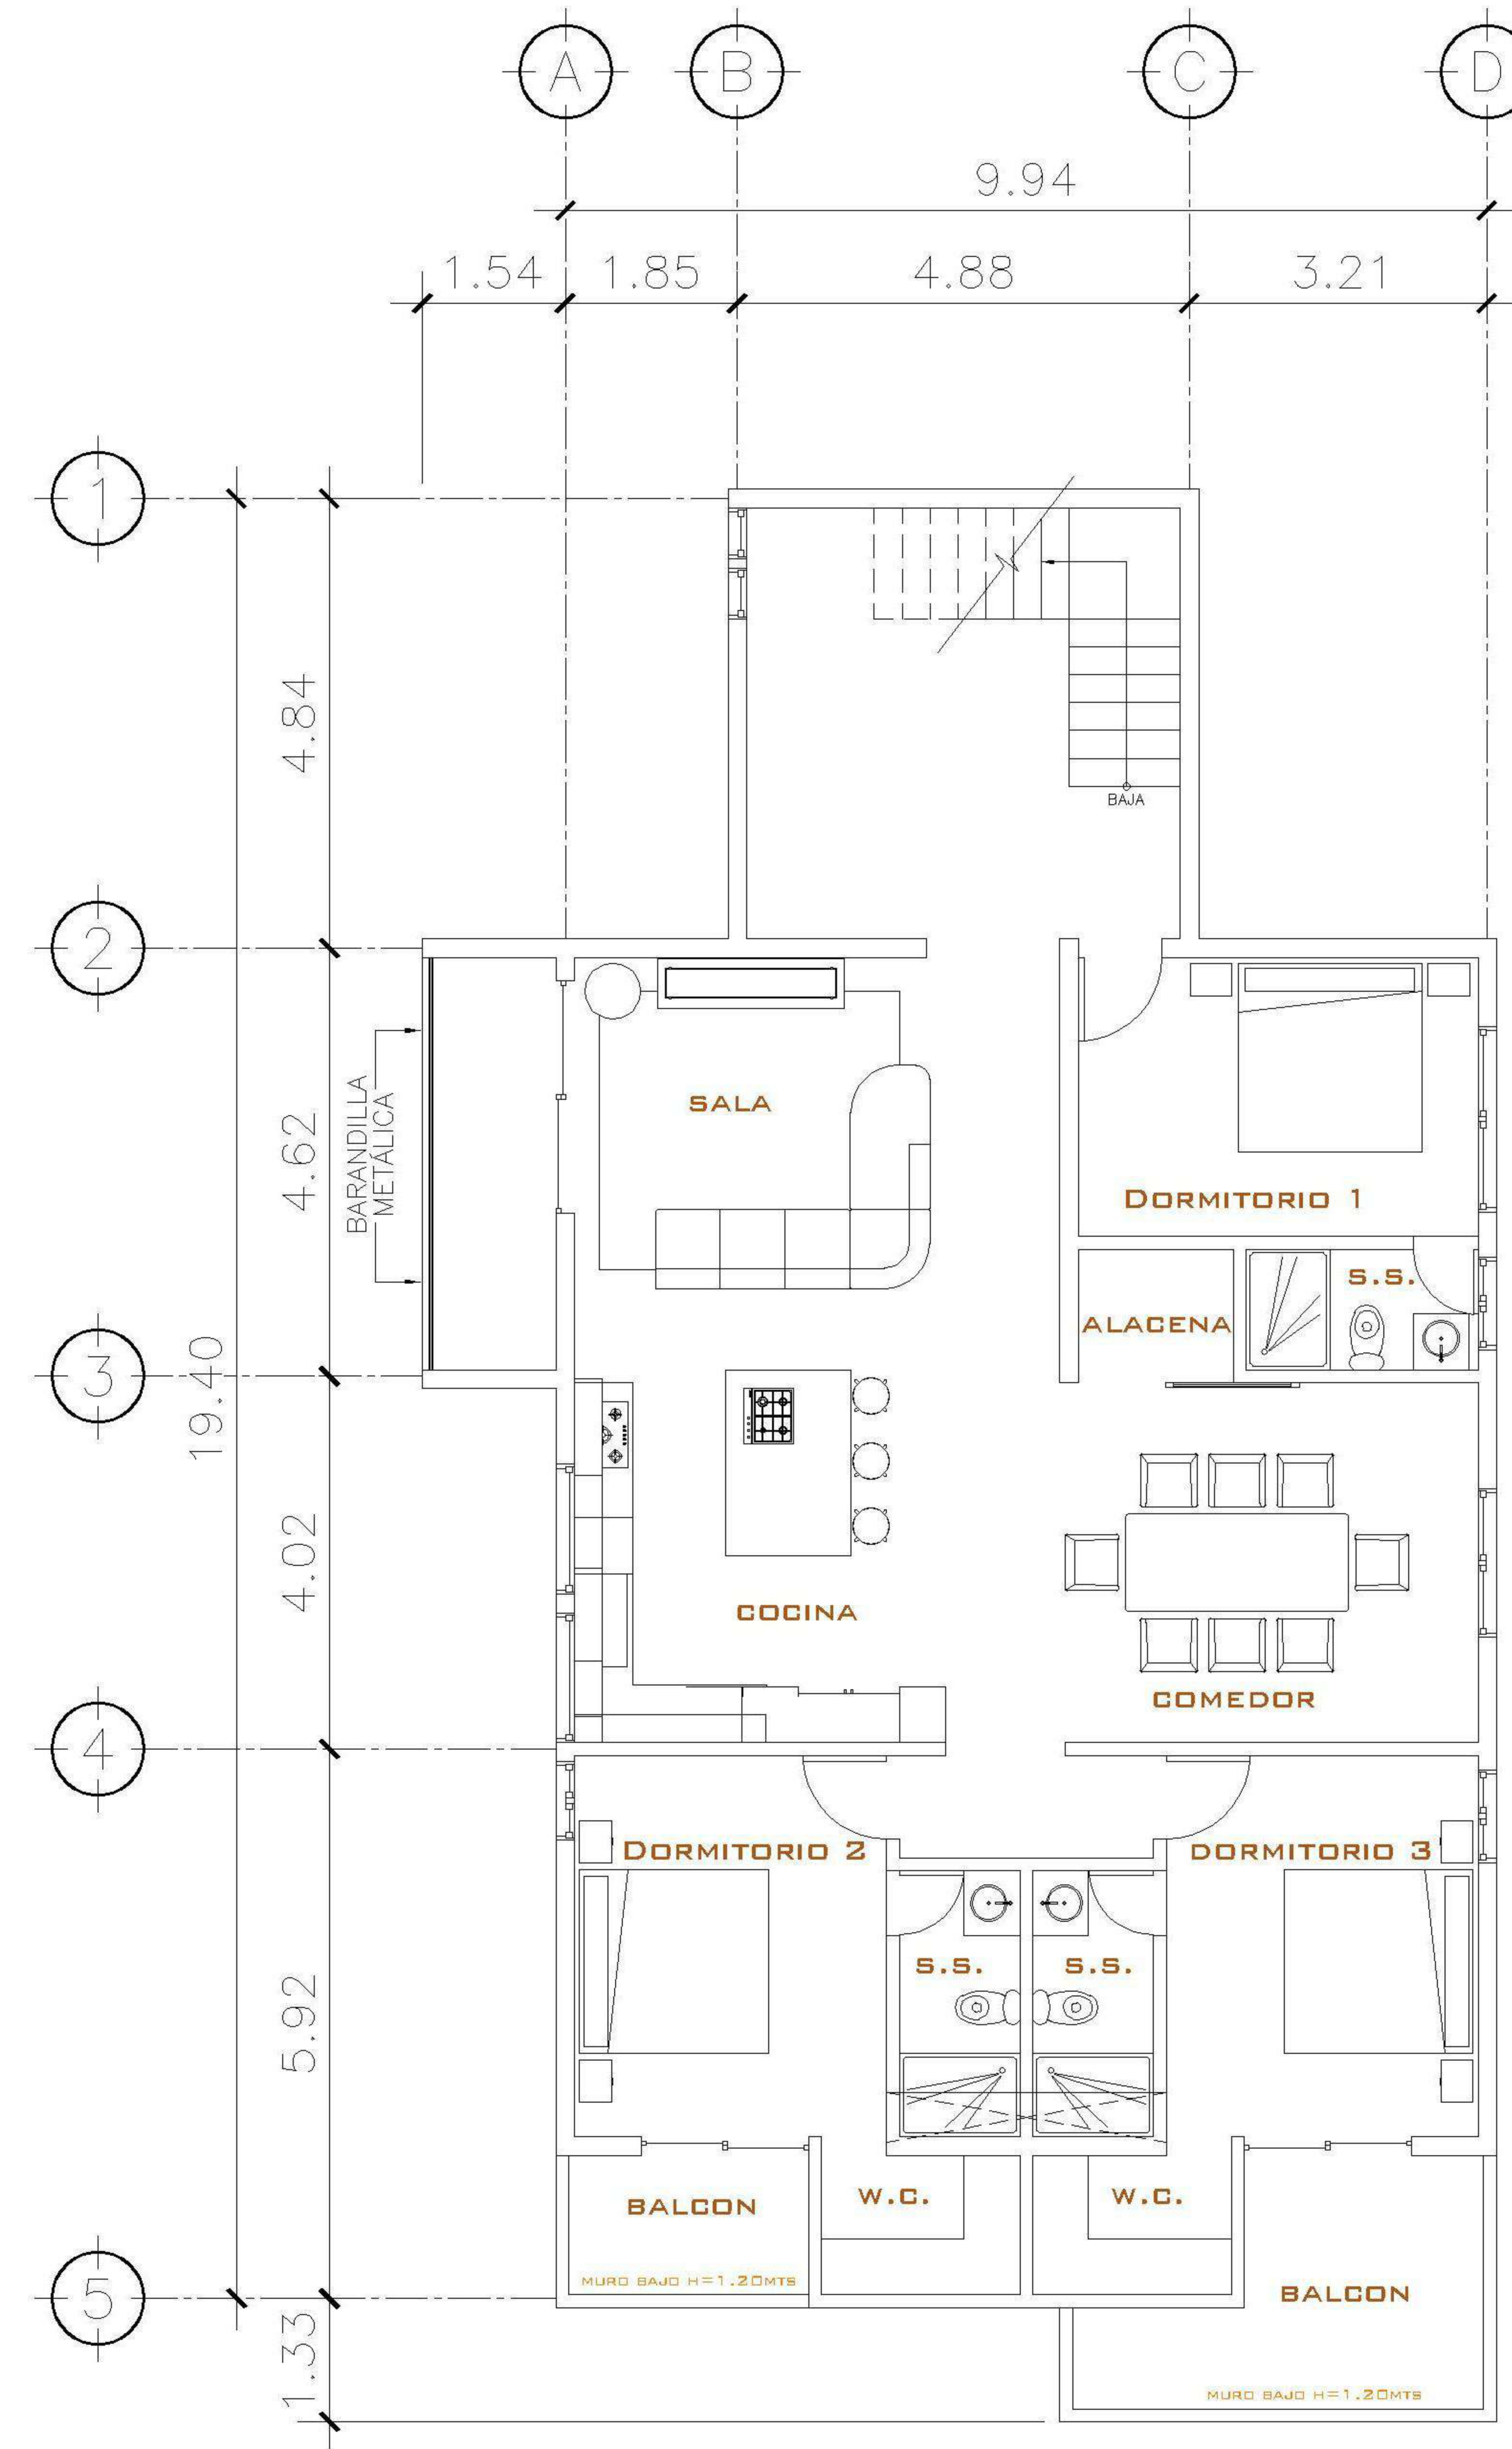 A B C D
9.94
1.54 1.85 4.88 3.21
1
4.84
BAJA
2
SALA
BARANDILLA
METÁLICA
4.62
DORMITORIO 1
S.S.
ALACENA
3
19.40
4.02
COCINA
COMEDOR
4
DORMITORIO 2
DORMITORIO 3
S.S. S.S.
5.92
BALCON
W.C. W.C.
MURO BAJO H=1.20MTS
5
BALCON
1.33
MURO BAJO H=1.20MTS